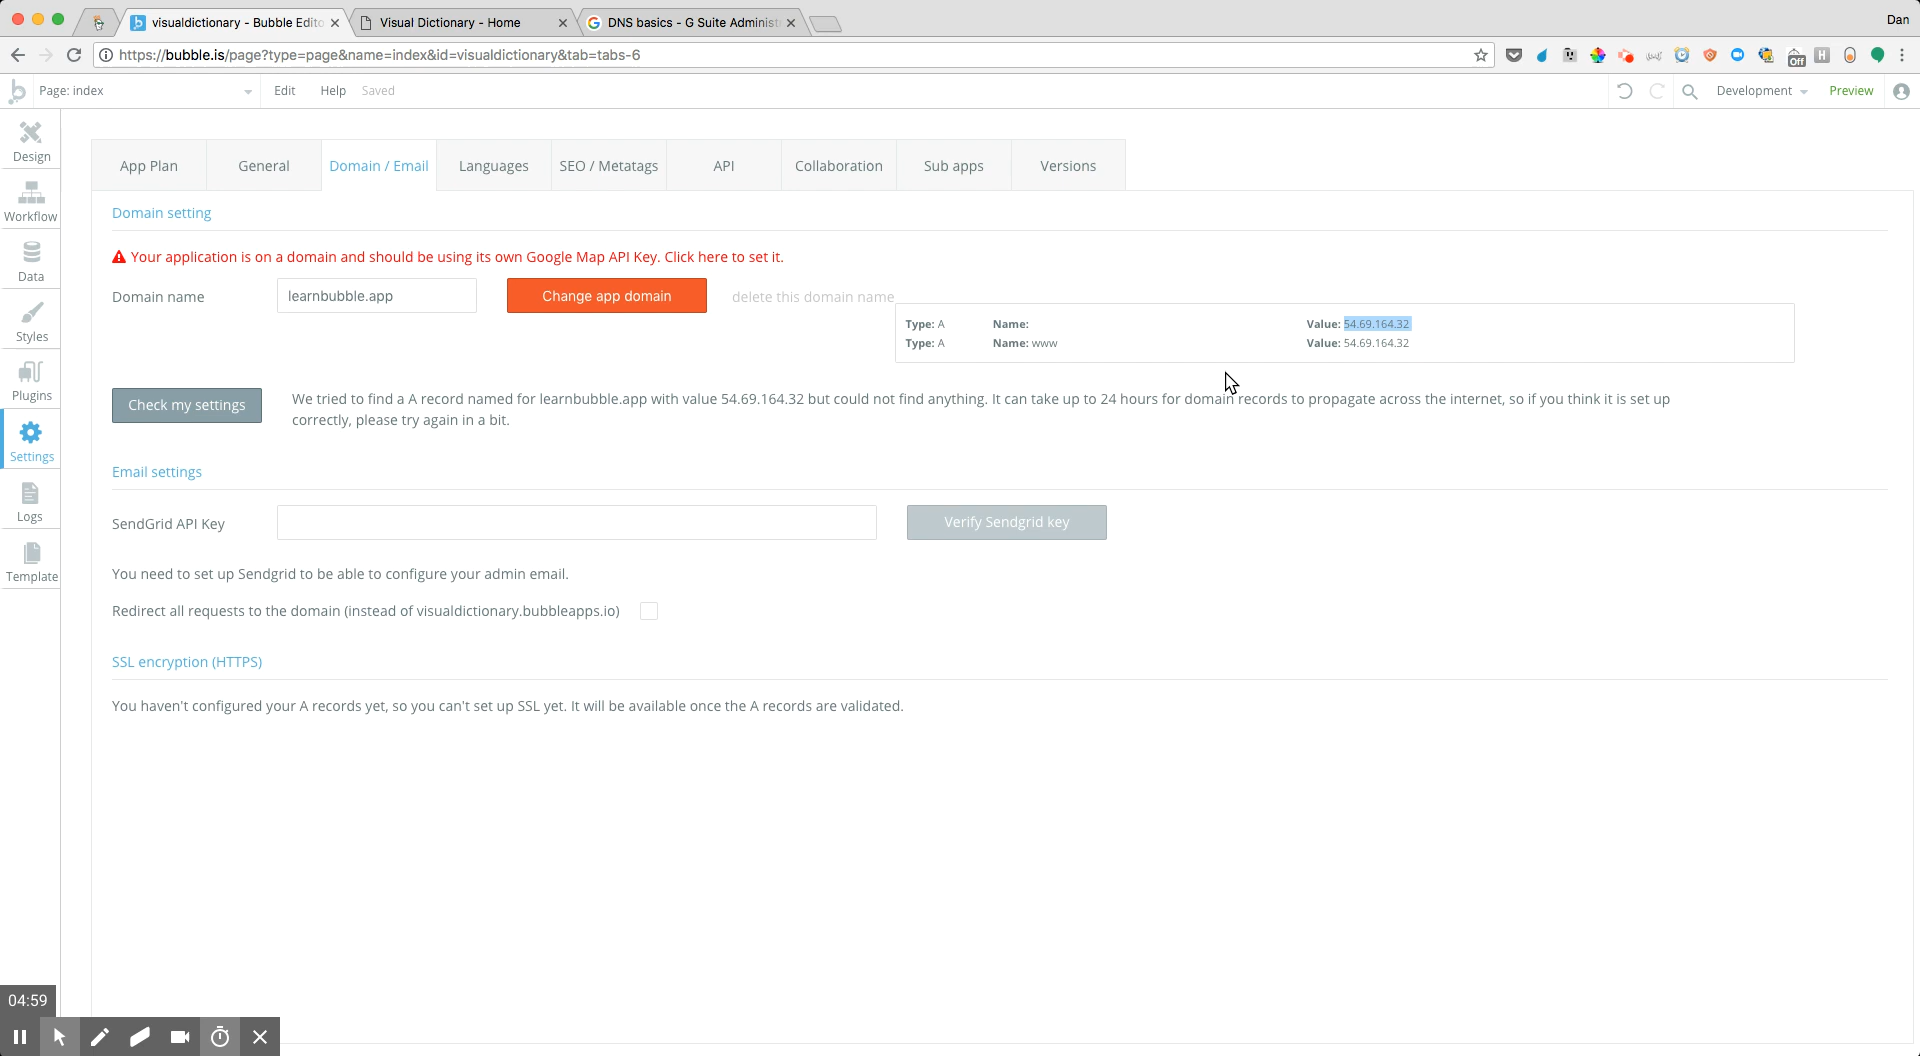 visualdictionary - Bubble Edito
Visual Dictionary - Home
DNS basics - G Suite Administ
Dan
https://bubble.is/page?type=page&name=index&id=visualdictionary&tab=tabs-6
Off
H
Page: index
Edit
Help
Saved
Development
Preview
Design
Workflow
Data
Styles
Plugins
Settings
Logs
Template
App Plan
General
Domain / Email
Languages
SEO / Metatags
API
Collaboration
Sub apps
Versions
Domain setting
Your application is on a domain and should be using its own Google Map API Key. Click here to set it.
Domain name
learnbubble.app
Change app domain
delete this domain name
Type: A Name: Value: 54.69.164.32
Type: A Name: www Value: 54.69.164.32
Check my settings
We tried to find a A record named for learnbubble.app with value 54.69.164.32 but could not find anything. It can take up to 24 hours for domain records to propagate across the internet, so if you think it is set up
correctly, please try again in a bit.
Email settings
SendGrid API Key
Verify Sendgrid key
You need to set up Sendgrid to be able to configure your admin email.
Redirect all requests to the domain (instead of visualdictionary.bubbleapps.io)
SSL encryption (HTTPS)
You haven't configured your A records yet, so you can't set up SSL yet. It will be available once the A records are validated.
04:59